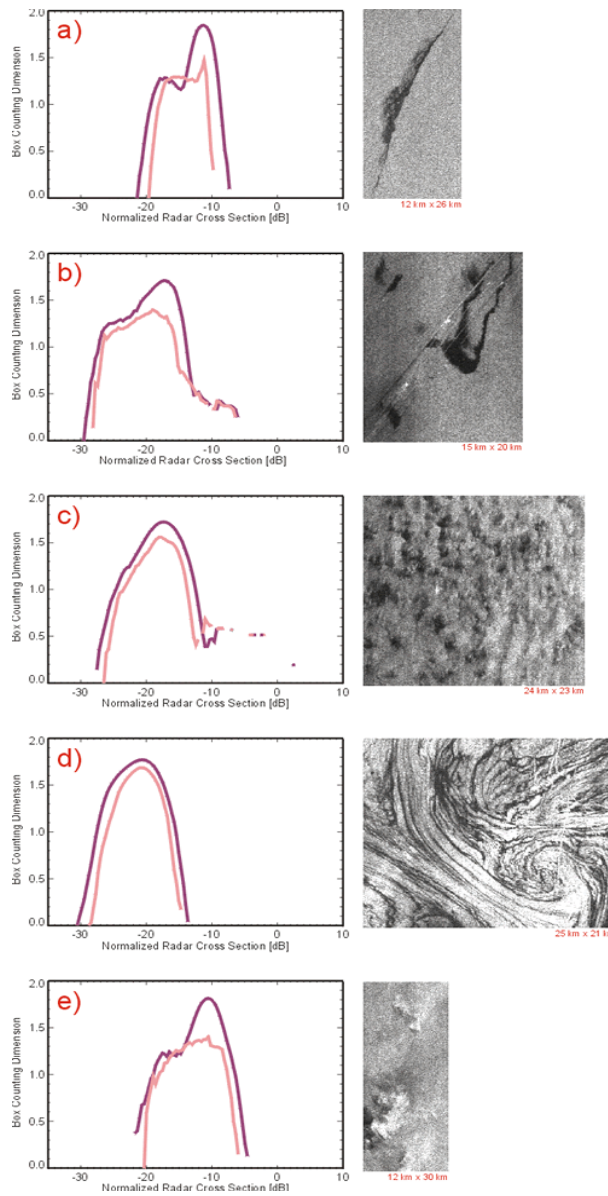 a)
Box Counting Dimension
2.0
1.5
1.0
0.5
0.0
-30 -20 -10 0 10
Normalized Radar Cross Section [dB]
12 km x 26 km
b)
Box Counting Dimension
2.0
1.5
1.0
0.5
0.0
-30 -20 -10 0 10
Normalized Radar Cross Section [dB]
15 km x 20 km
c)
Box Counting Dimension
2.0
1.5
1.0
0.5
0.0
-30 -20 -10 0 10
Normalized Radar Cross Section [dB]
24 km x 23 km
d)
Box Counting Dimension
2.0
1.5
1.0
0.5
0.0
-30 -20 -10 0 10
Normalized Radar Cross Section [dB]
25 km x 21 km
e)
Box Counting Dimension
2.0
1.5
1.0
0.5
0.0
-30 -20 -10 0 10
Normalized Radar Cross Section [dB]
12 km x 30 km